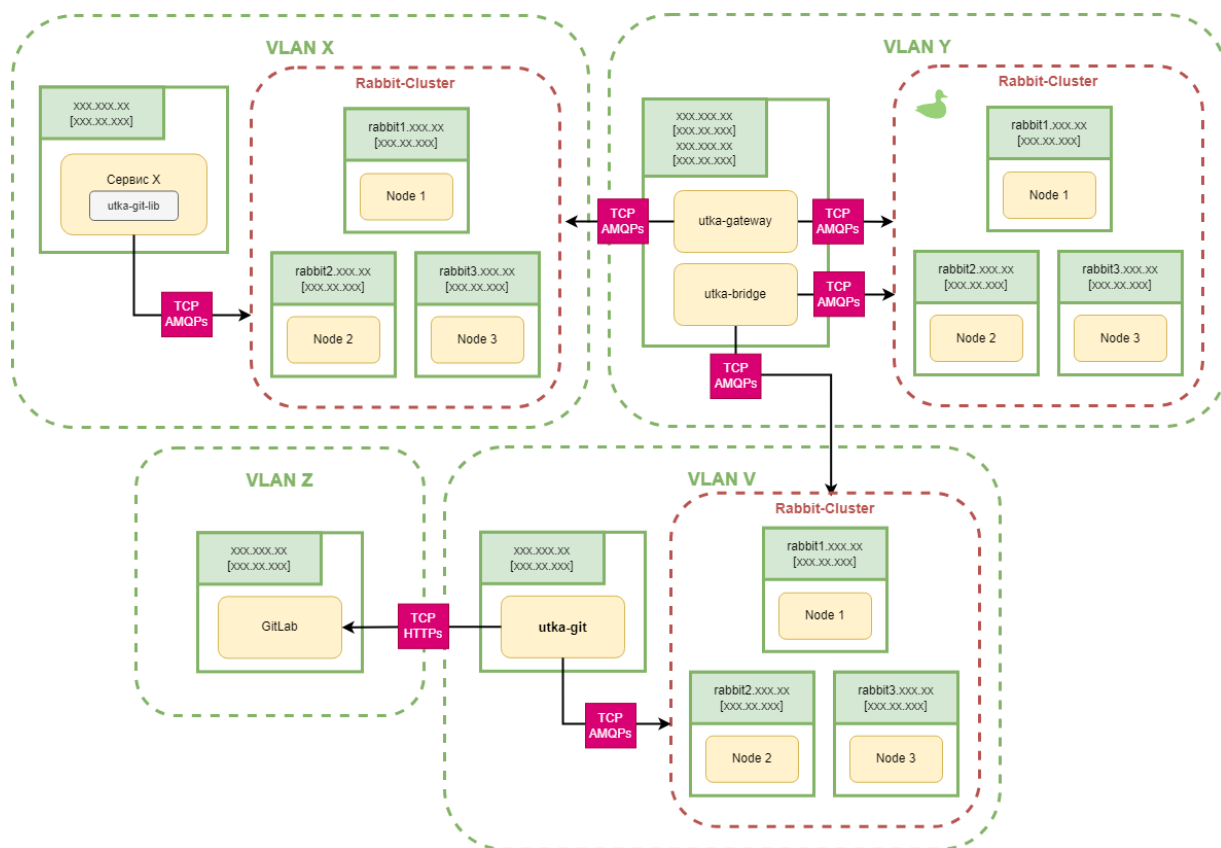 VLAN X
Rabbit-Cluster
xxx.xxx.xx
[xxx.xx.xxx]
Сервис X
utka-git-lib
rabbit1.xxx.xx
[xxx.xx.xxx]
Node 1
rabbit2.xxx.xx
[xxx.xx.xxx]
Node 2
rabbit3.xxx.xx
[xxx.xx.xxx]
Node 3
TCP
AMQPs
VLAN Y
Rabbit-Cluster
xxx.xxx.xx
[xxx.xx.xxx]
xxx.xxx.xx
[xxx.xx.xxx]
TCP
AMQPs
utka-gateway
TCP
AMQPs
utka-bridge
TCP
AMQPs
TCP
AMQPs
rabbit1.xxx.xx
[xxx.xx.xxx]
Node 1
rabbit2.xxx.xx
[xxx.xx.xxx]
Node 2
rabbit3.xxx.xx
[xxx.xx.xxx]
Node 3
VLAN Z
xxx.xxx.xx
[xxx.xx.xxx]
GitLab
TCP
HTTPs
VLAN V
xxx.xxx.xx
[xxx.xx.xxx]
utka-git
TCP
AMQPs
Rabbit-Cluster
rabbit1.xxx.xx
[xxx.xx.xxx]
Node 1
rabbit2.xxx.xx
[xxx.xx.xxx]
Node 2
rabbit3.xxx.xx
[xxx.xx.xxx]
Node 3